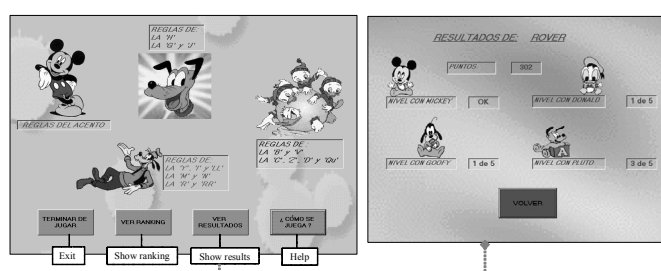 REGLAS DE:
LA 'H'
LA 'G' y 'J'
REGLAS DEL ACENTO
REGLAS DE:
LA 'B' y 'V'
LA 'C', 'Z', 'D' y 'Qu'
REGLAS DE:
LA 'Y', 'I' y 'LL'
LA 'M' y 'N'
LA 'R' y 'RR'
TERMINAR DE
JUGAR
VER RANKING
VER
RESULTADOS
¿ CÓMO SE
JUEGA ?
Exit
Show ranking
Show results
Help
RESULTADOS DE: ROVER
PUNTOS: 302
NIVEL CON MICKEY OK
NIVEL CON DONALD 1 de 5
NIVEL CON GOOFY 1 de 5
NIVEL CON PLUTO 3 de 5
A
VOLVER